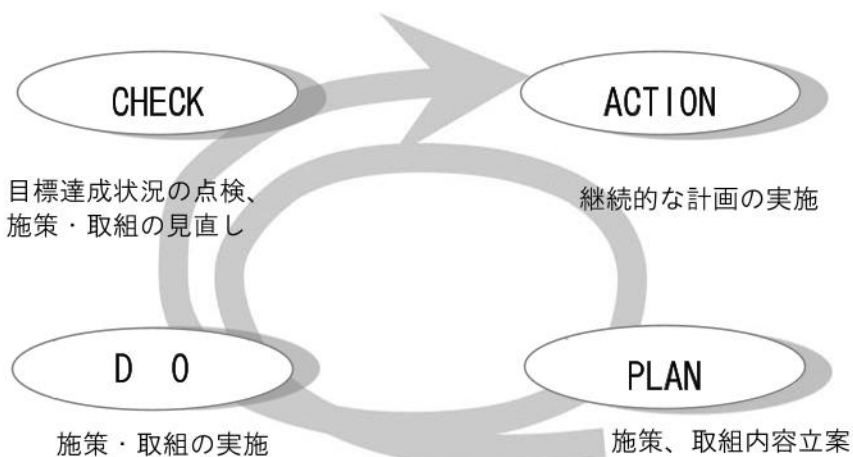 CHECK
ACTION
目標達成状況の点検、
施策・取組の見直し
継続的な計画の実施
DO
PLAN
施策・取組の実施
施策、取組内容立案